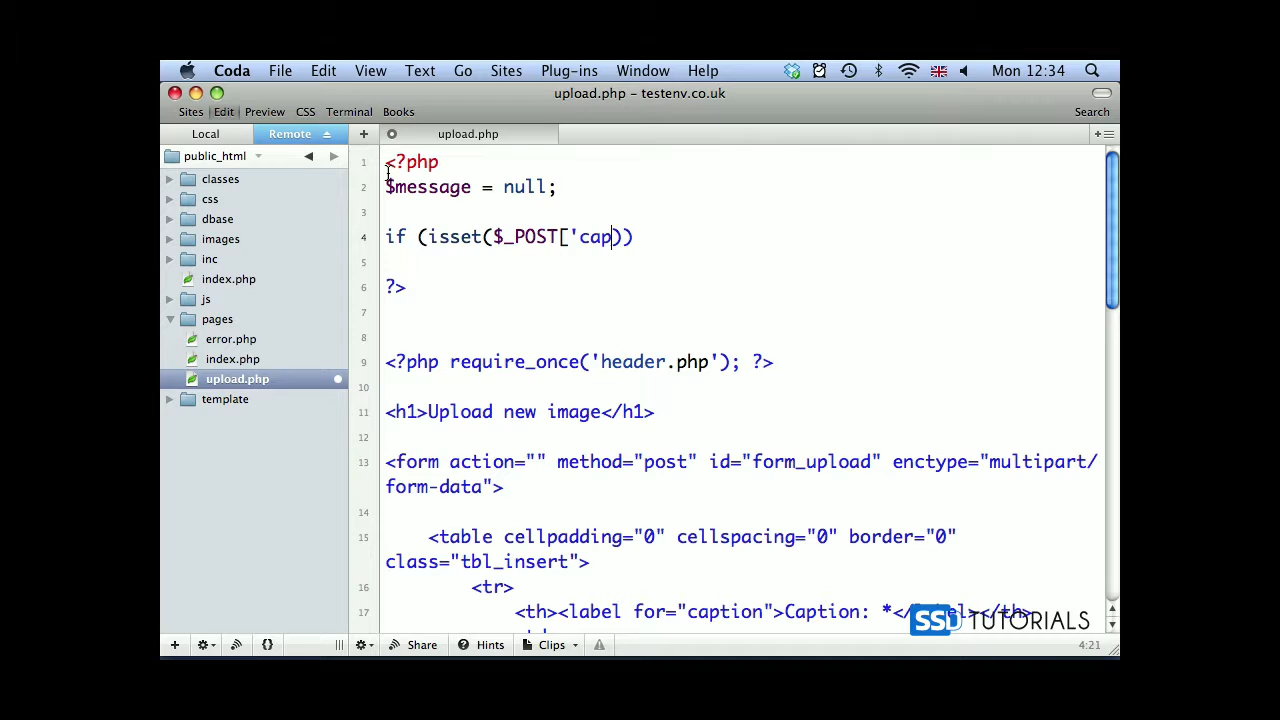 Coda File Edit View Text Go Sites Plug-ins Window Help Mon 12:34
upload.php – testenv.co.uk
Sites Edit Preview CSS Terminal Books Search
Local Remote + upload.php
public_html
classes
css
dbase
images
inc
index.php
js
pages
error.php
index.php
upload.php
template
1 <?php
2 $message = null;
3
4 if (isset($_POST['cap))
5
6 ?>
7
8
9 <?php require_once('header.php'); ?>
10
11 <h1>Upload new image</h1>
12
13 <form action="" method="post" id="form_upload" enctype="multipart/
form-data">
14
15 <table cellpadding="0" cellspacing="0" border="0"
class="tbl_insert">
16 <tr>
17 <th><label for="caption">Caption: *</label></th>
SSD TUTORIALS
Share Hints Clips 4:21